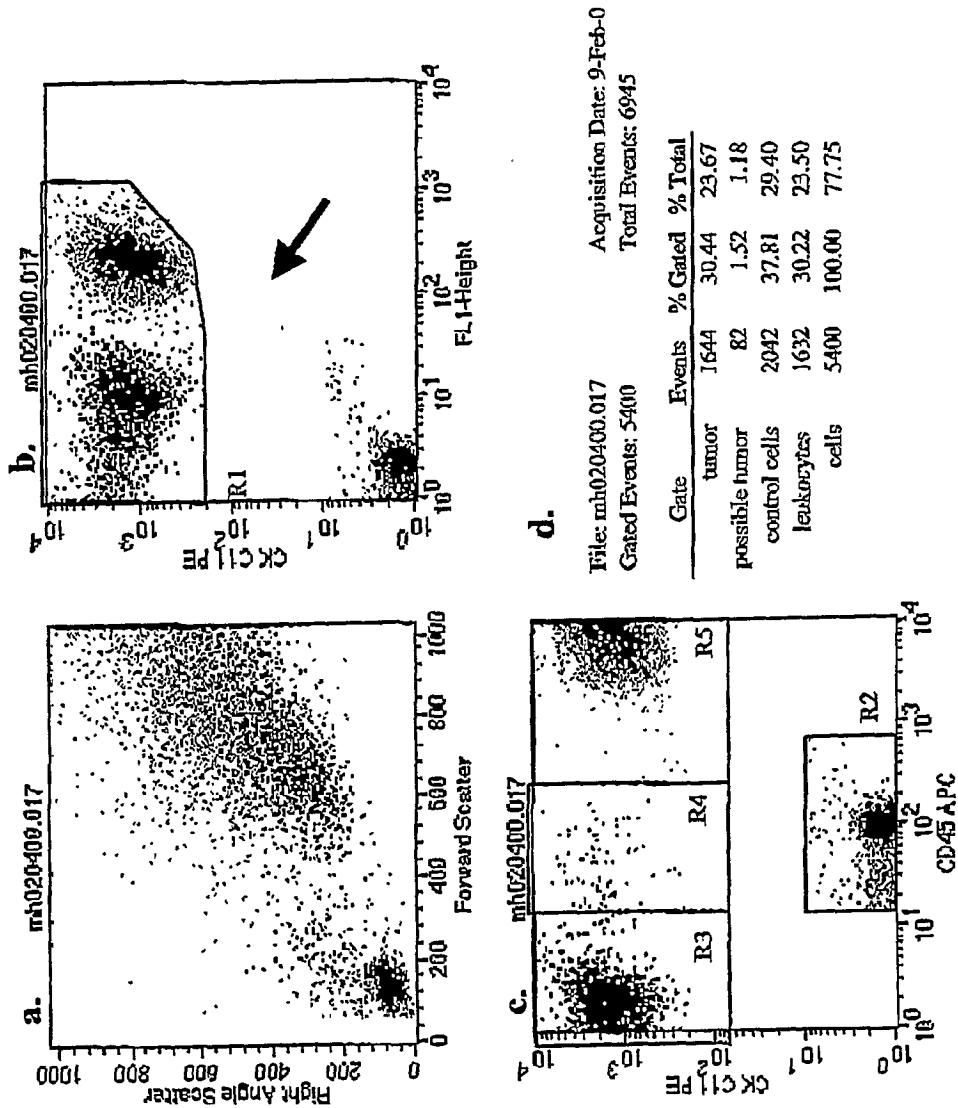 a.
mh020400.017
1000
800
600
400
200
0
Right Angle Scatter
0
200
400
600
800
1000
Forward Scatter
b.
mh020400.017
10^4
10^3
10^2
10^1
10^0
CK C11 PE
R1
10^0
10^1
10^2
10^3
10^4
FL1-Height
c.
mh020400.017
10^4
10^3
10^2
10^1
10^0
CK C11 PE
R3
R4
R5
R2
10^0
10^1
10^2
10^3
10^4
CD45 APC
d.
File: mh020400.017 Acquisition Date: 9-Feb-0
Gated Events: 5400 Total Events: 6945
Gate Events % Gated % Total
tumor 1644 30.44 23.67
possible tumor 82 1.52 1.18
control cells 2042 37.81 29.40
leukocytes 1632 30.22 23.50
cells 5400 100.00 77.75